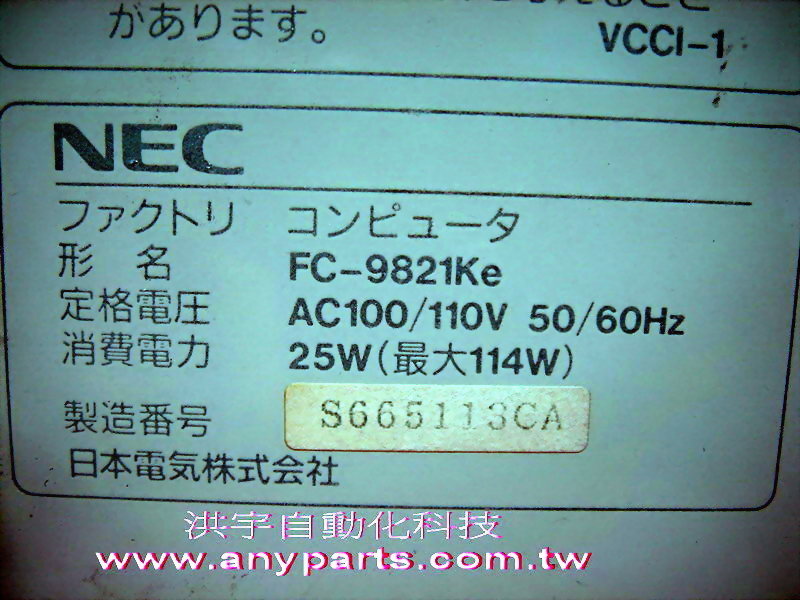 があります。
VCCI-1
NEC
ファクトリ コンピュータ
形 名 FC-9821Ke
定格電圧 AC100/110V 50/60Hz
消費電力 25W(最大114W)
製造番号 S665113CA
日本電気株式会社
洪宇自動化科技
www.anyparts.com.tw